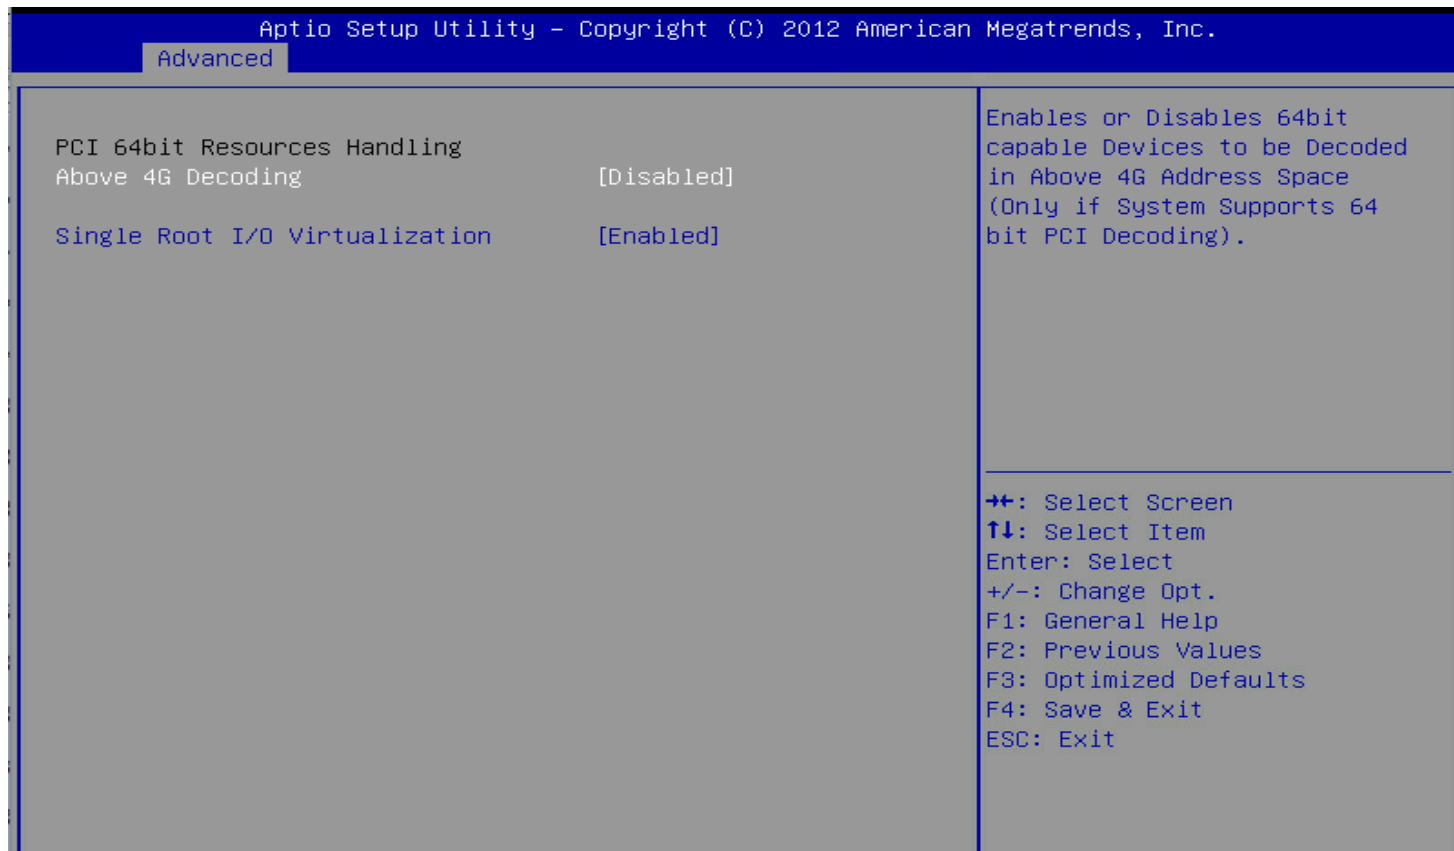 Aptio Setup Utility – Copyright (C) 2012 American Megatrends, Inc.
Advanced
PCI 64bit Resources Handling
Above 4G Decoding [Disabled]
Single Root I/O Virtualization [Enabled]
Enables or Disables 64bit
capable Devices to be Decoded
in Above 4G Address Space
(Only if System Supports 64
bit PCI Decoding).
→←: Select Screen
↑↓: Select Item
Enter: Select
+/-: Change Opt.
F1: General Help
F2: Previous Values
F3: Optimized Defaults
F4: Save & Exit
ESC: Exit